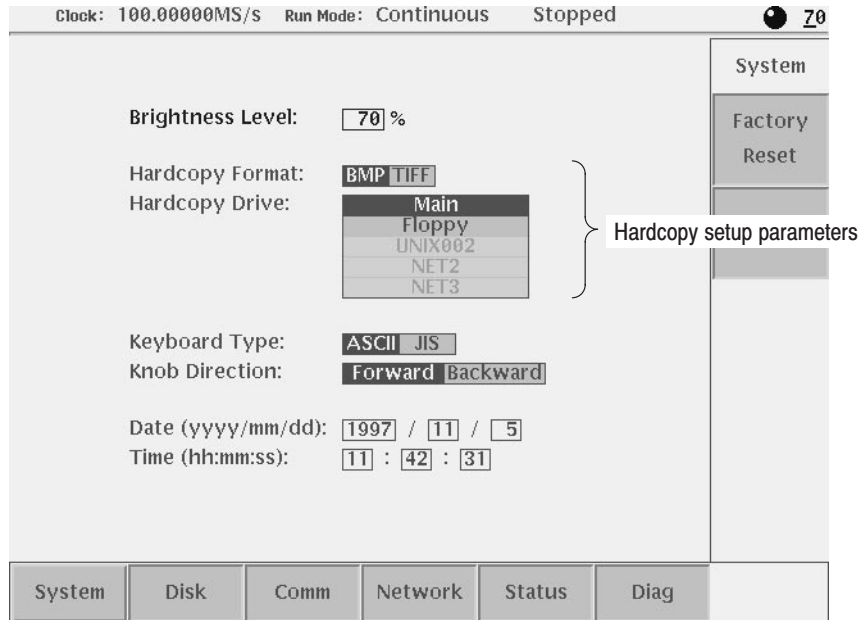 Clock: 100.00000MS/s Run Mode: Continuous Stopped 70
System
Brightness Level: 70 %
Factory
Reset
Hardcopy Format: BMP TIFF
Hardcopy Drive: Main
Floppy
UNIX002
NET2
NET3
Hardcopy setup parameters
Keyboard Type: ASCII JIS
Knob Direction: Forward Backward
Date (yyyy/mm/dd): 1997 / 11 / 5
Time (hh:mm:ss): 11 : 42 : 31
System Disk Comm Network Status Diag